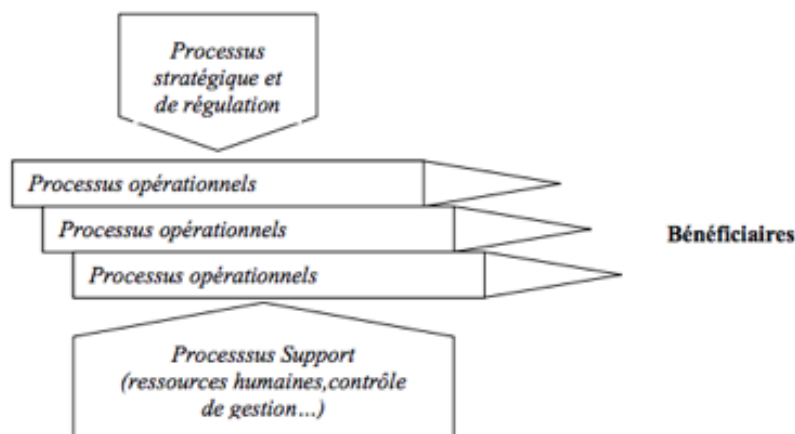 Processus
stratégique et
de régulation
Processus opérationnels
Processus opérationnels
Bénéficiaires
Processus opérationnels
Processsus Support
(ressources humaines,contrôle
de gestion...)